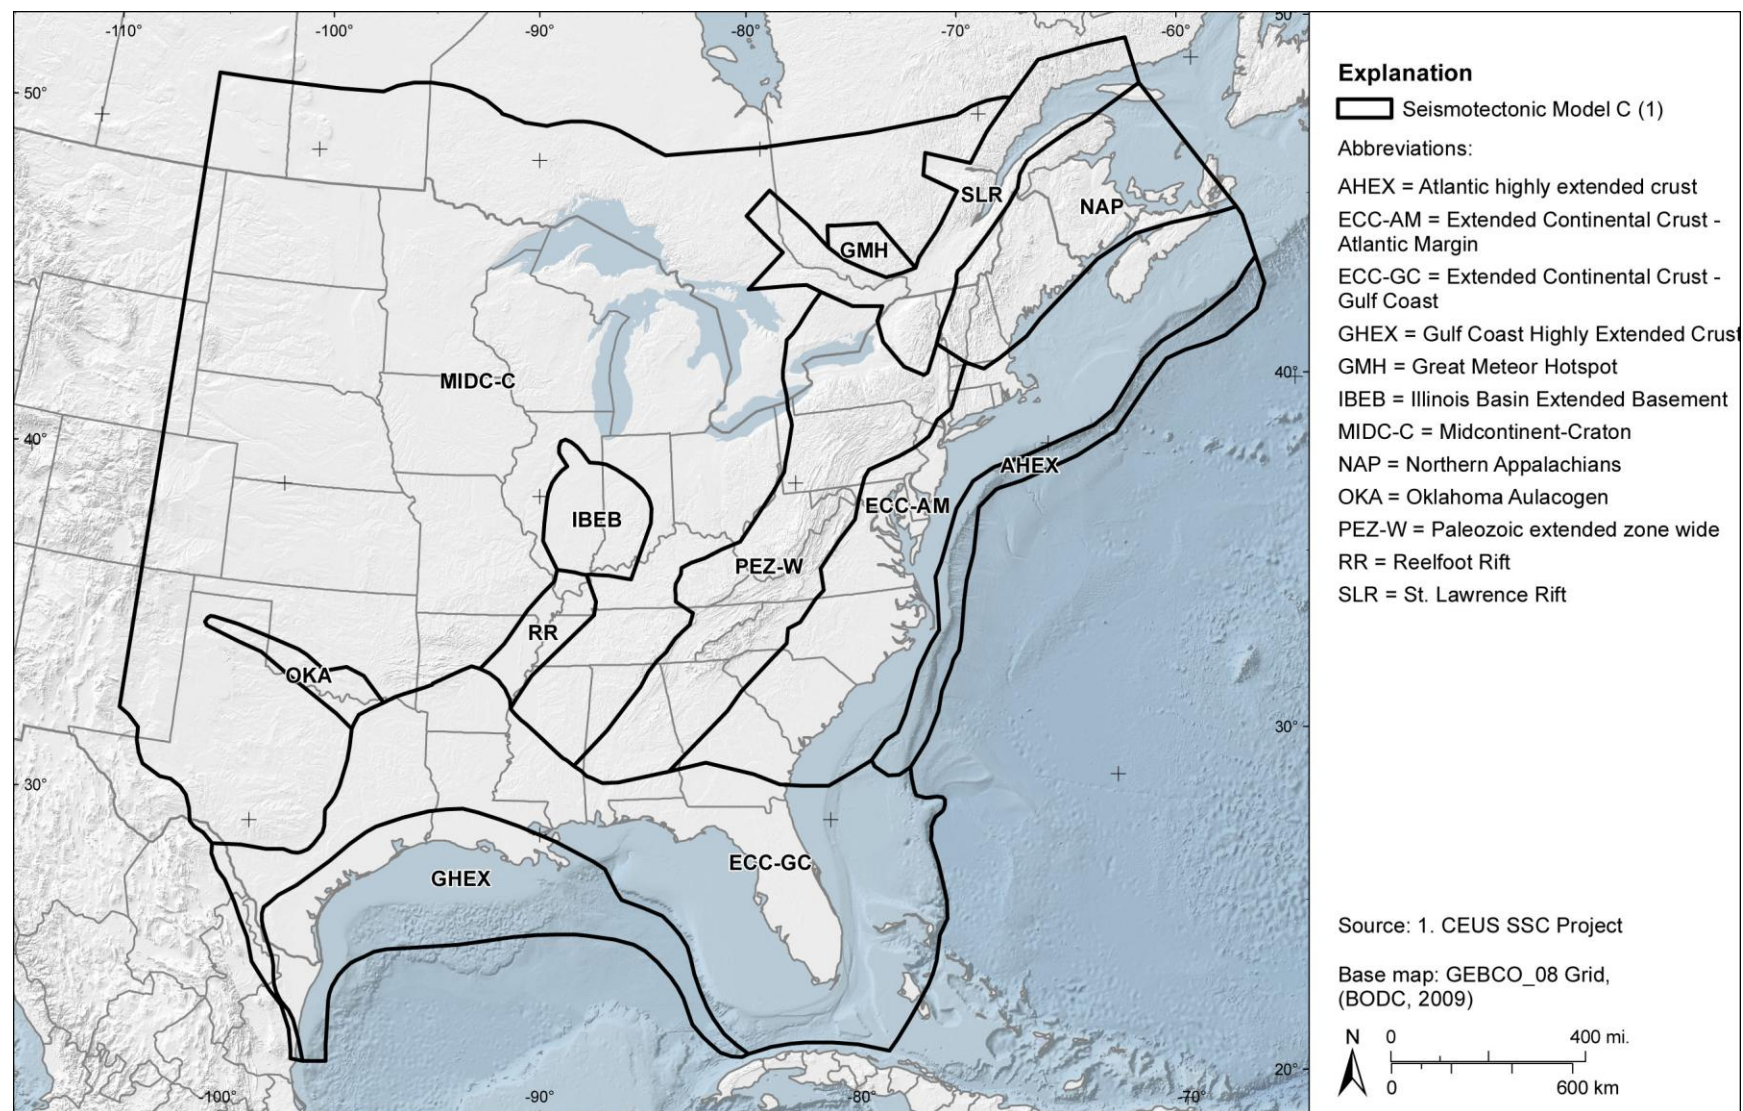 -110°
-100°
-90°
-80°
-70°
-60°
50°
50°
SLR
NAP
GMH
40°
MIDC-C
40°
AHEX
ECC-AM
IBEB
PEZ-W
RR
OKA
30°
30°
ECC-GC
GHEX
20°
-100°
-90°
-80°
-70°
Explanation
Seismotectonic Model C (1)
Abbreviations:
AHEX = Atlantic highly extended crust
ECC-AM = Extended Continental Crust -
Atlantic Margin
ECC-GC = Extended Continental Crust -
Gulf Coast
GHEX = Gulf Coast Highly Extended Crust
GMH = Great Meteor Hotspot
IBEB = Illinois Basin Extended Basement
MIDC-C = Midcontinent-Craton
NAP = Northern Appalachians
OKA = Oklahoma Aulacogen
PEZ-W = Paleozoic extended zone wide
RR = Reelfoot Rift
SLR = St. Lawrence Rift
Source: 1. CEUS SSC Project
Base map: GEBCO_08 Grid,
(BODC, 2009)
N
0 400 mi.
0 600 km